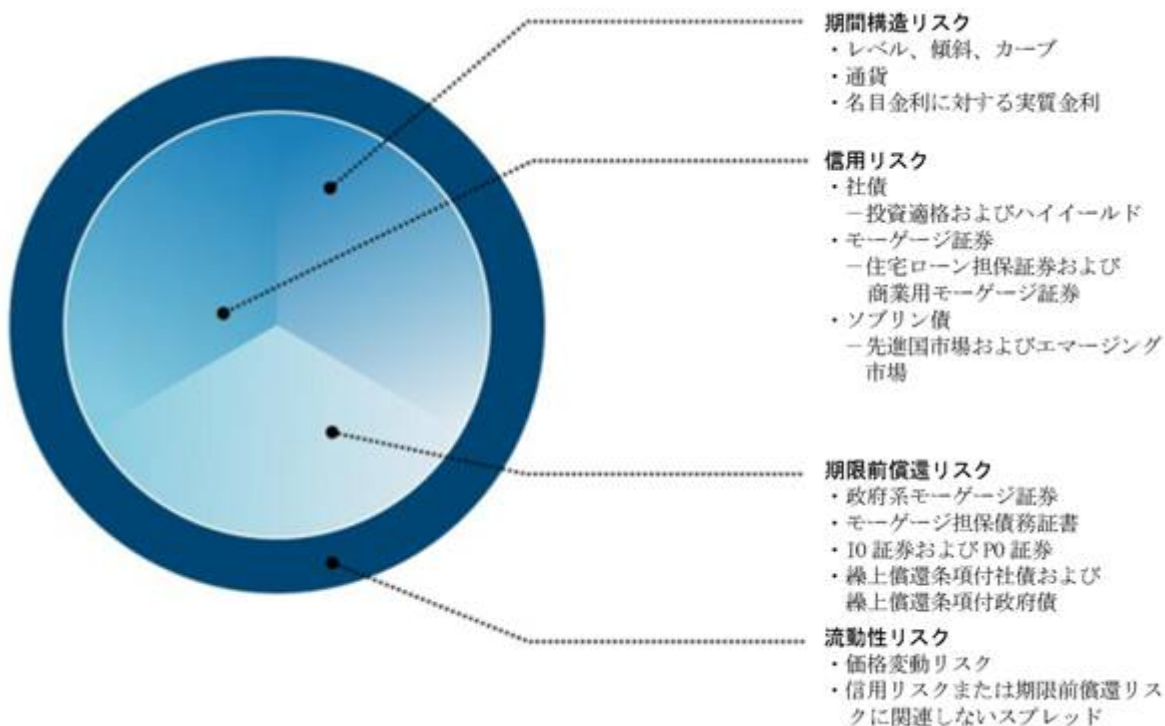 期間構造リスク
・レベル、傾斜、カーブ
・通貨
・名目金利に対する実質金利
信用リスク
・社債
－投資適格およびハイイールド
・モーゲージ証券
－住宅ローン担保証券および
商業用モーゲージ証券
・ソブリン債
－先進国市場およびエマージング
市場
期限前償還リスク
・政府系モーゲージ証券
・モーゲージ担保債務証書
・IO 証券および PO 証券
・繰上償還条項付社債および
繰上償還条項付政府債
流動性リスク
・価格変動リスク
・信用リスクまたは期限前償還リス
クに関連しないスプレッド